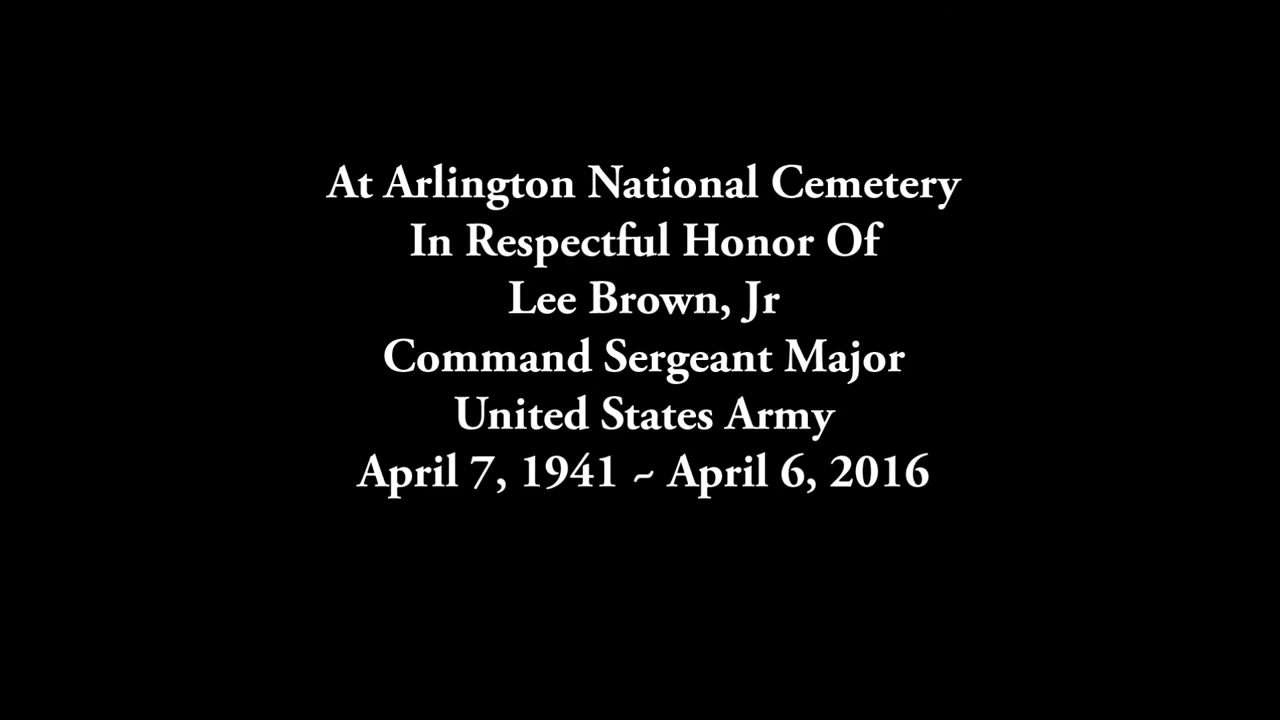 At Arlington National Cemetery
In Respectful Honor Of
Lee Brown, Jr
Command Sergeant Major
United States Army
April 7, 1941 ~ April 6, 2016